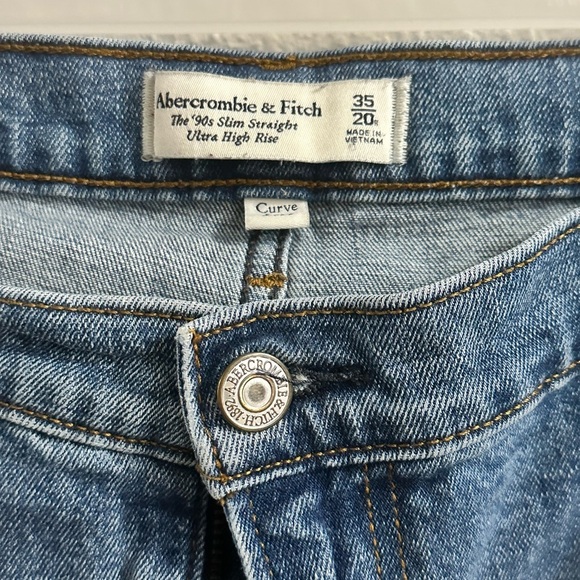 Abercrombie & Fitch
The '90s Slim Straight
Ultra High Rise
35
20R
MADE IN
VIETNAM
Curve
ABERCROMBIE & FITCH · 1892 ·